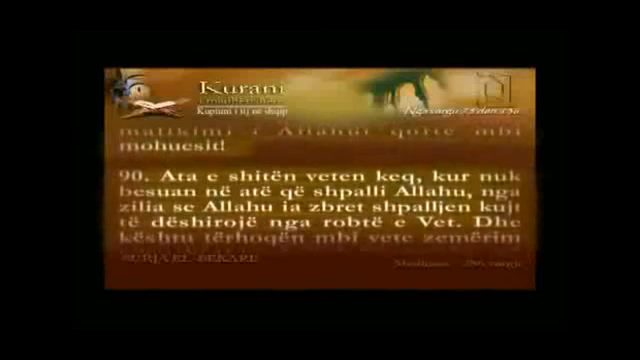 Kurani
Kuptimi i tij në shqip
mallkimi i Allahut qoftë mbi
mohuesit!
90. Ata e shitën veten keq, kur nuk
besuan në atë që shpalli Allahu, nga
zilia se Allahu ia zbret shpalljen kujt
të dëshirojë nga robtë e Vet. Dhe
kështu tërhoqën mbi vete zemërim
SURJA EL-BEKARE